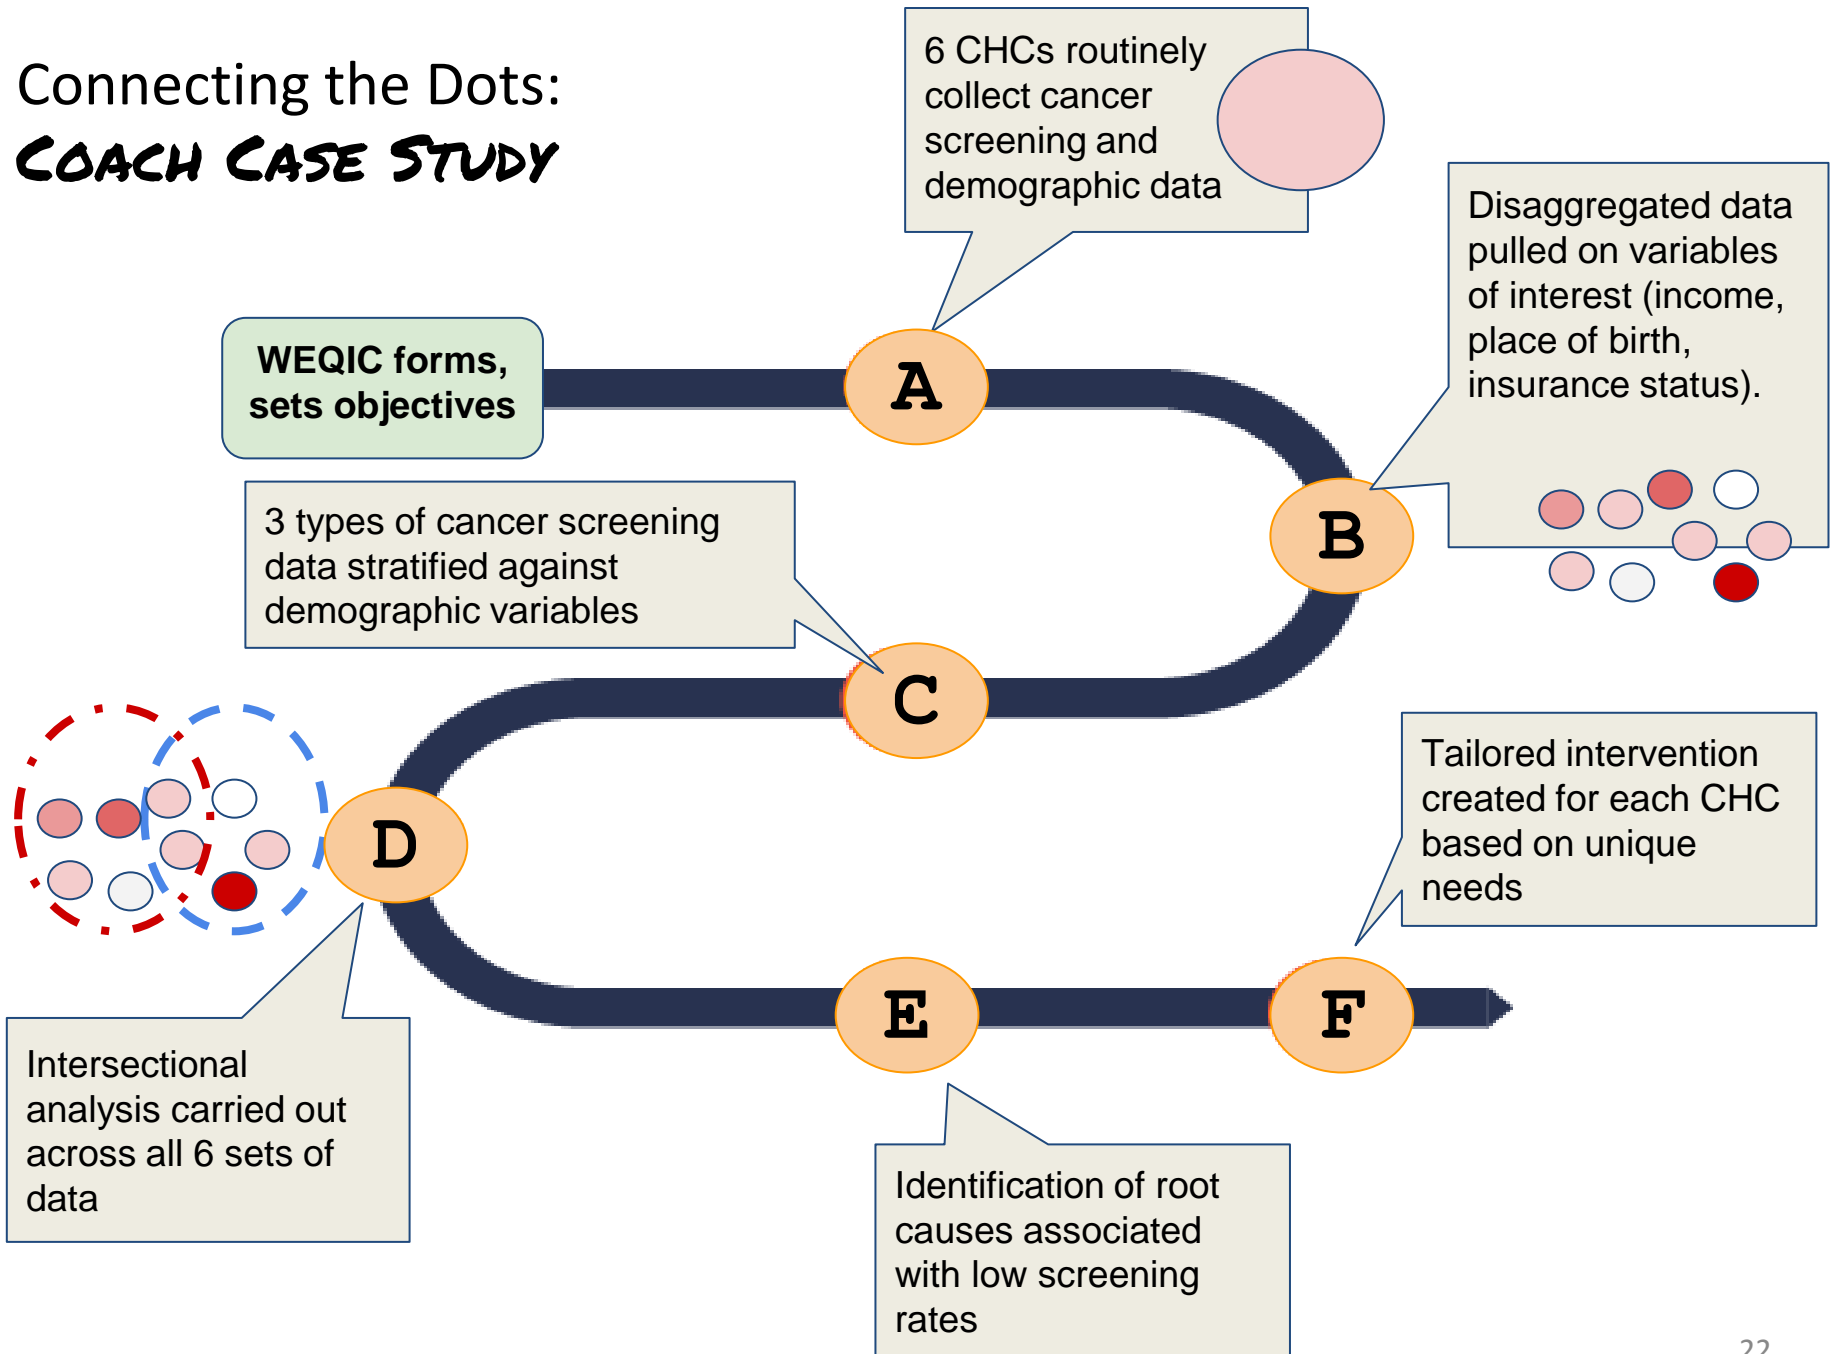 Connecting the Dots:
COACH CASE STUDY
6 CHCs routinely
collect cancer
screening and
demographic data
Disaggregated data
pulled on variables
of interest (income,
place of birth,
insurance status).
WEQIC forms,
sets objectives
A
B
3 types of cancer screening
data stratified against
demographic variables
C
D
Tailored intervention
created for each CHC
based on unique
needs
E
F
Intersectional
analysis carried out
across all 6 sets of
data
Identification of root
causes associated
with low screening
rates
22